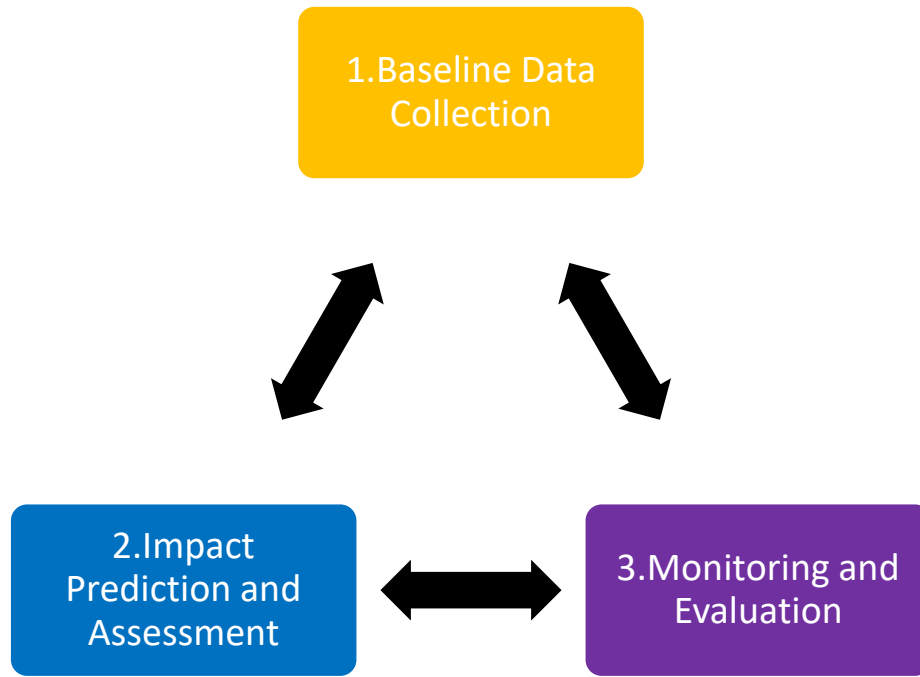 1.Baseline Data
Collection
2.Impact
Prediction and
Assessment
3.Monitoring and
Evaluation